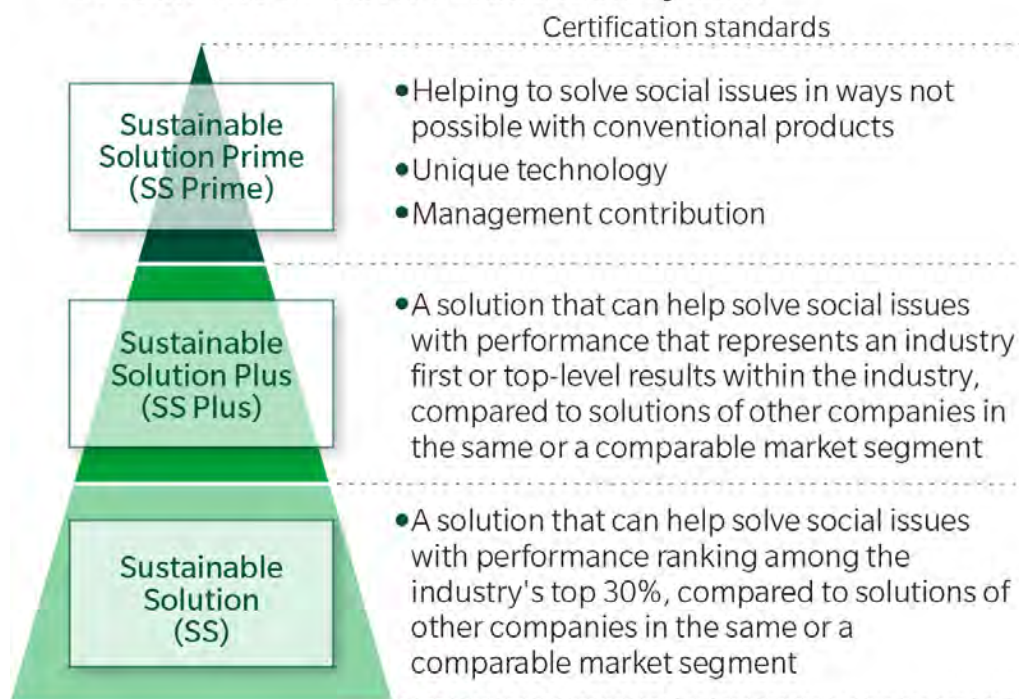 Certification standards
Sustainable
Solution Prime
(SS Prime)
•Helping to solve social issues in ways not
possible with conventional products
•Unique technology
•Management contribution
Sustainable
Solution Plus
(SS Plus)
•A solution that can help solve social issues
with performance that represents an industry
first or top-level results within the industry,
compared to solutions of other companies in
the same or a comparable market segment
Sustainable
Solution
(SS)
•A solution that can help solve social issues
with performance ranking among the
industry's top 30%, compared to solutions of
other companies in the same or a
comparable market segment